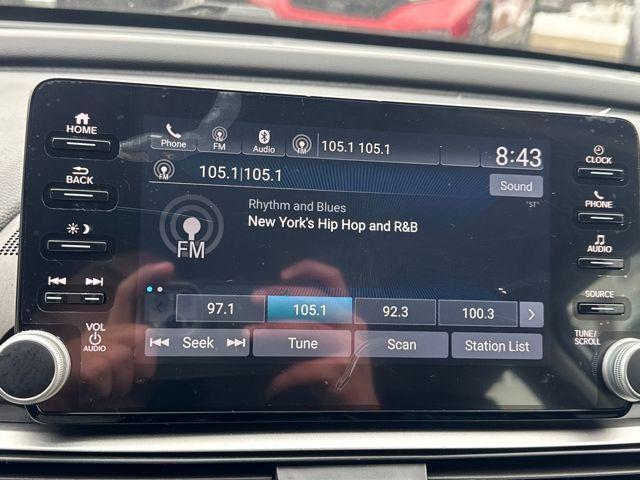 HOME
BACK
VOL
AUDIO
Phone
FM
Audio
FM
105.1 105.1
8:43
FM
105.1|105.1
Sound
"ST"
Rhythm and Blues
New York's Hip Hop and R&B
FM
97.1
105.1
92.3
100.3
Seek
Tune
Scan
Station List
CLOCK
PHONE
AUDIO
SOURCE
TUNE/
SCROLL